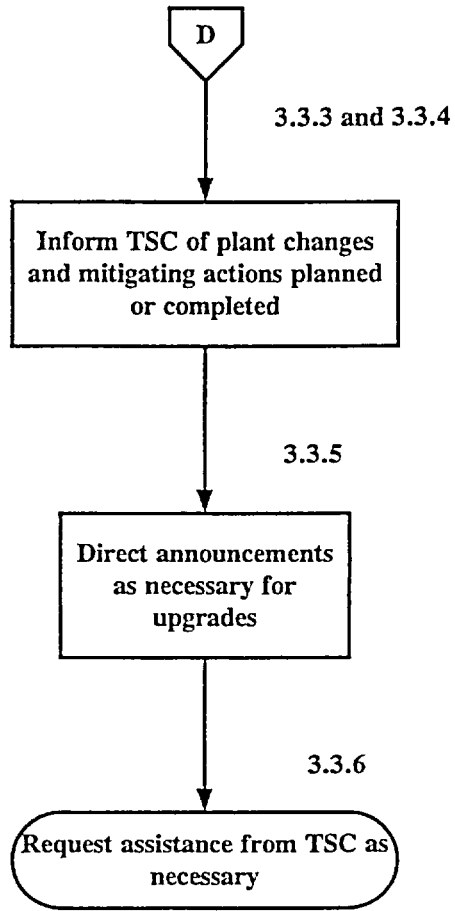 D
3.3.3 and 3.3.4
Inform TSC of plant changes
and mitigating actions planned
or completed
3.3.5
Direct announcements
as necessary for
upgrades
3.3.6
Request assistance from TSC as
necessary